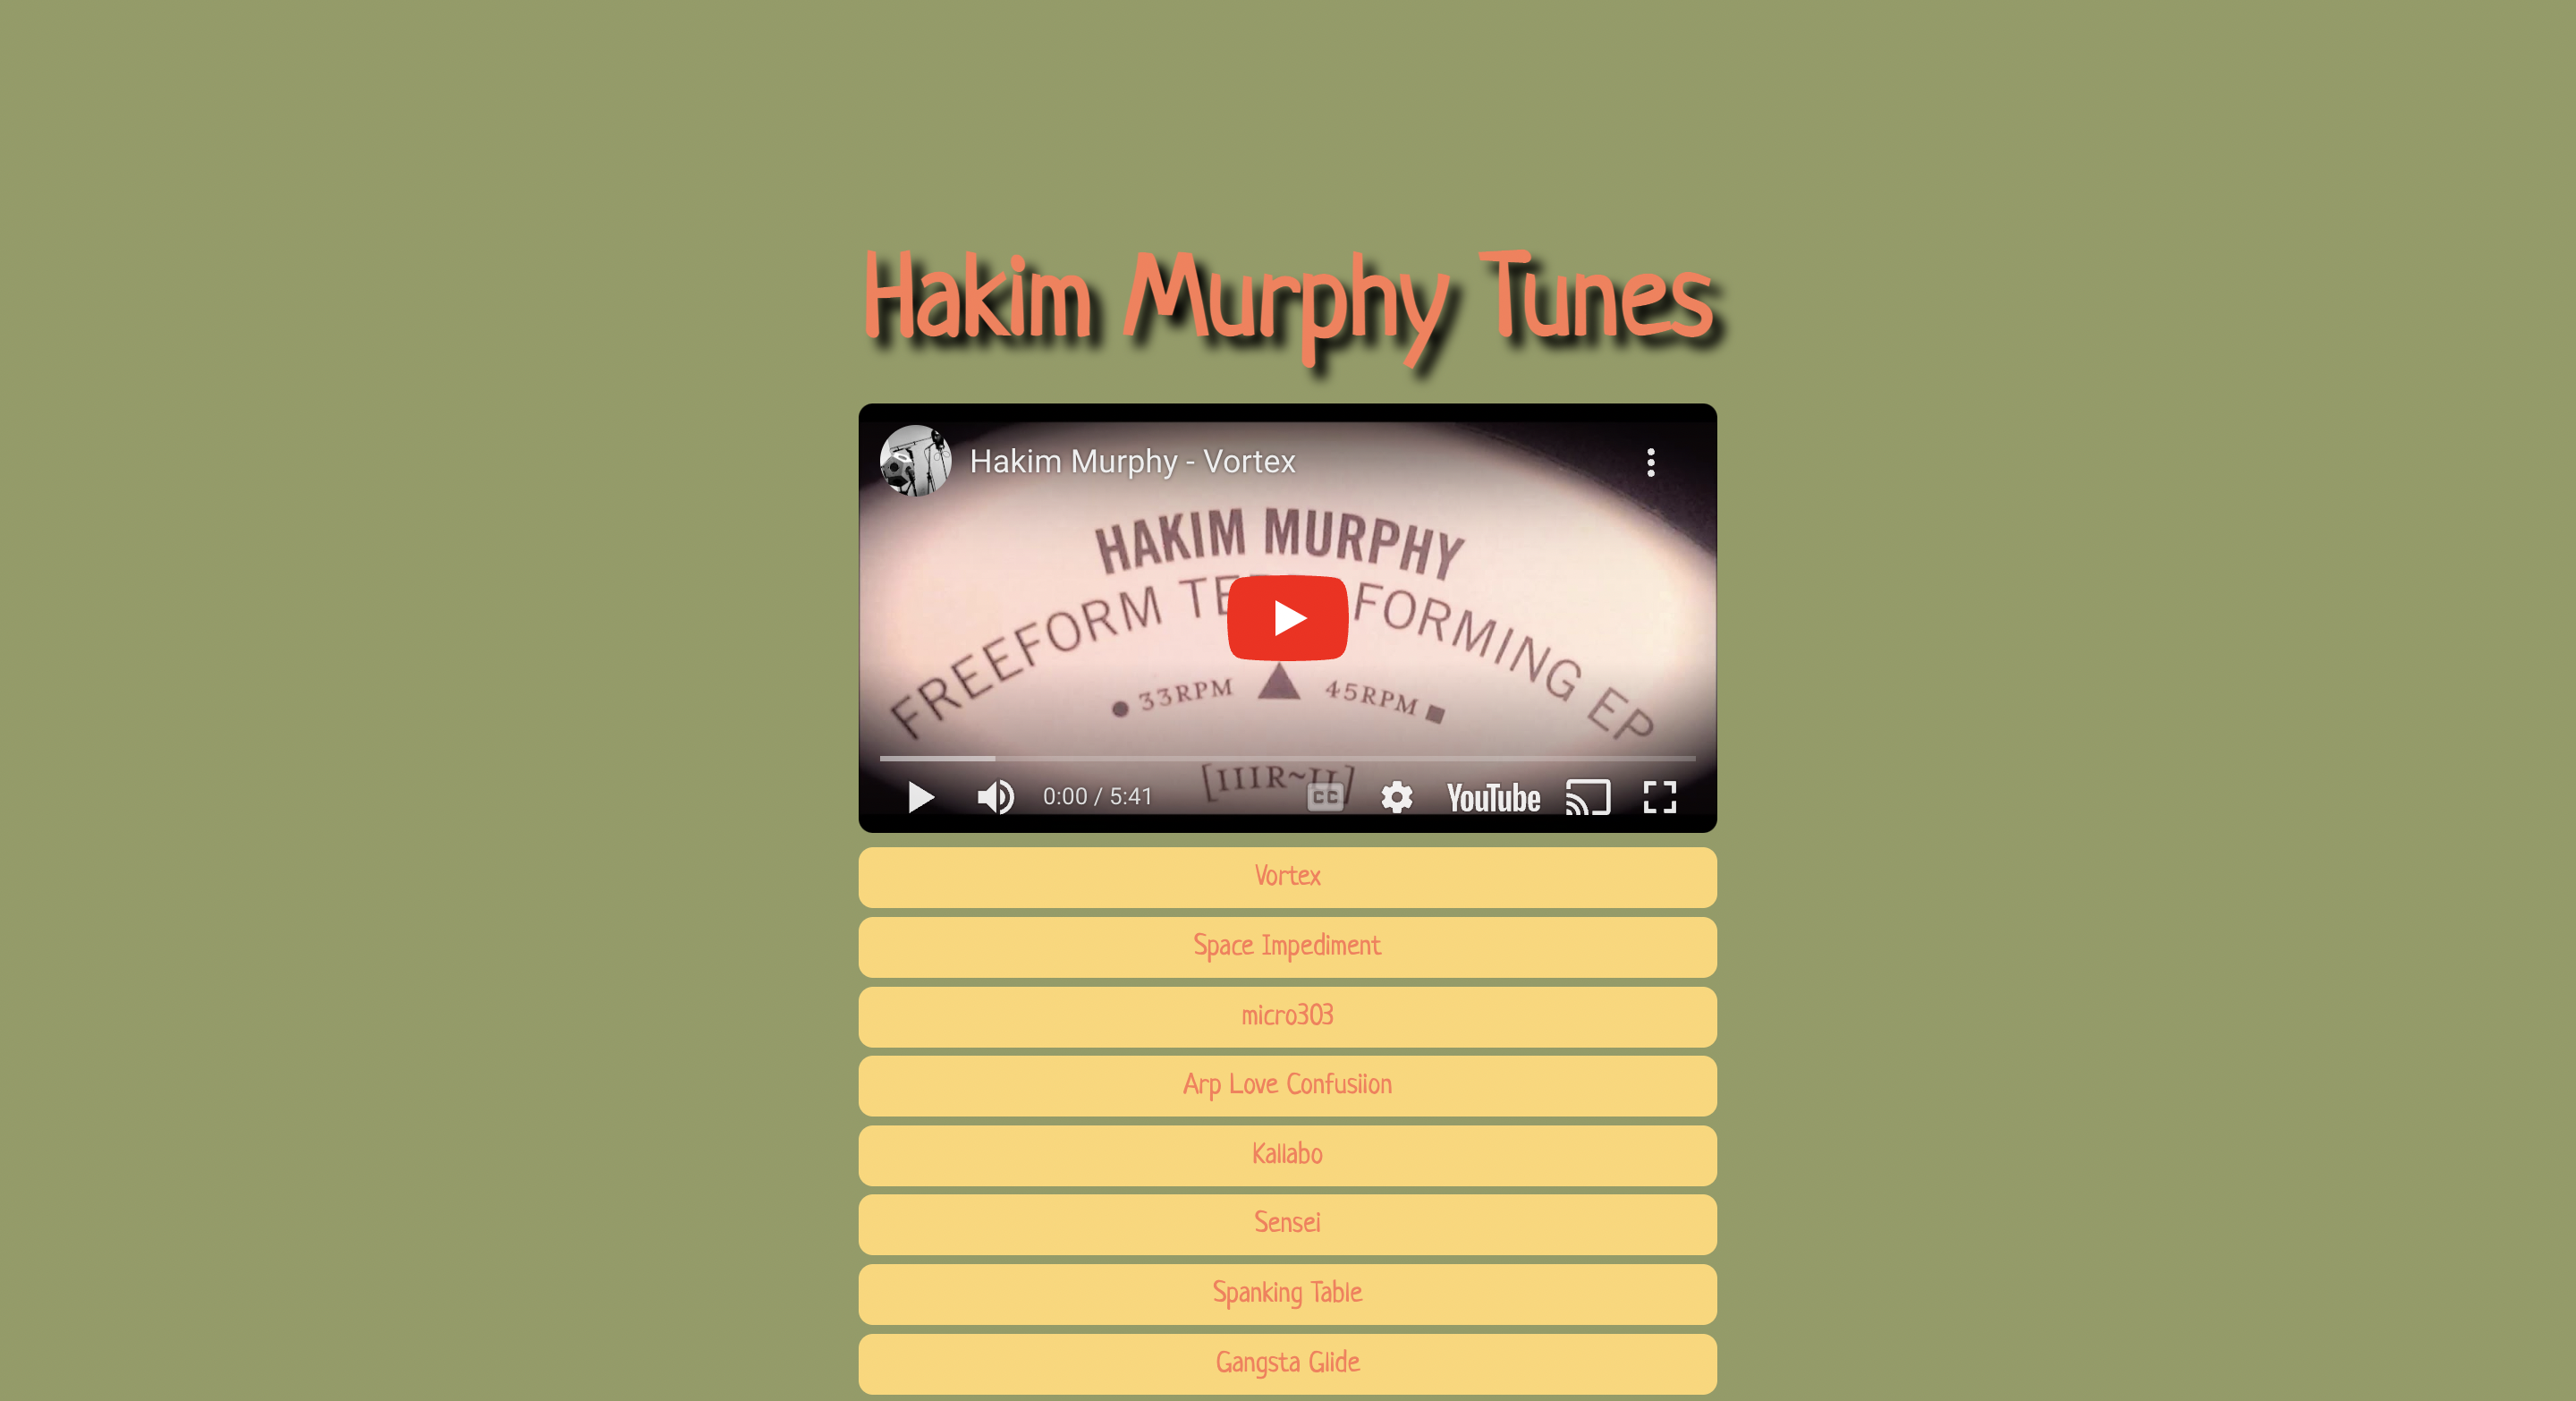 Hakim Murphy Tunes
Hakim Murphy - Vortex
HAKIM MURPHY
FREEFORM FORMING EP
33RPM 45RPM
0:00 / 5:41
CC
YouTube
Vortex
Space Impediment
micro303
Arp Love Confusiion
Kallabo
Sensei
Spanking Table
Gangsta Glide